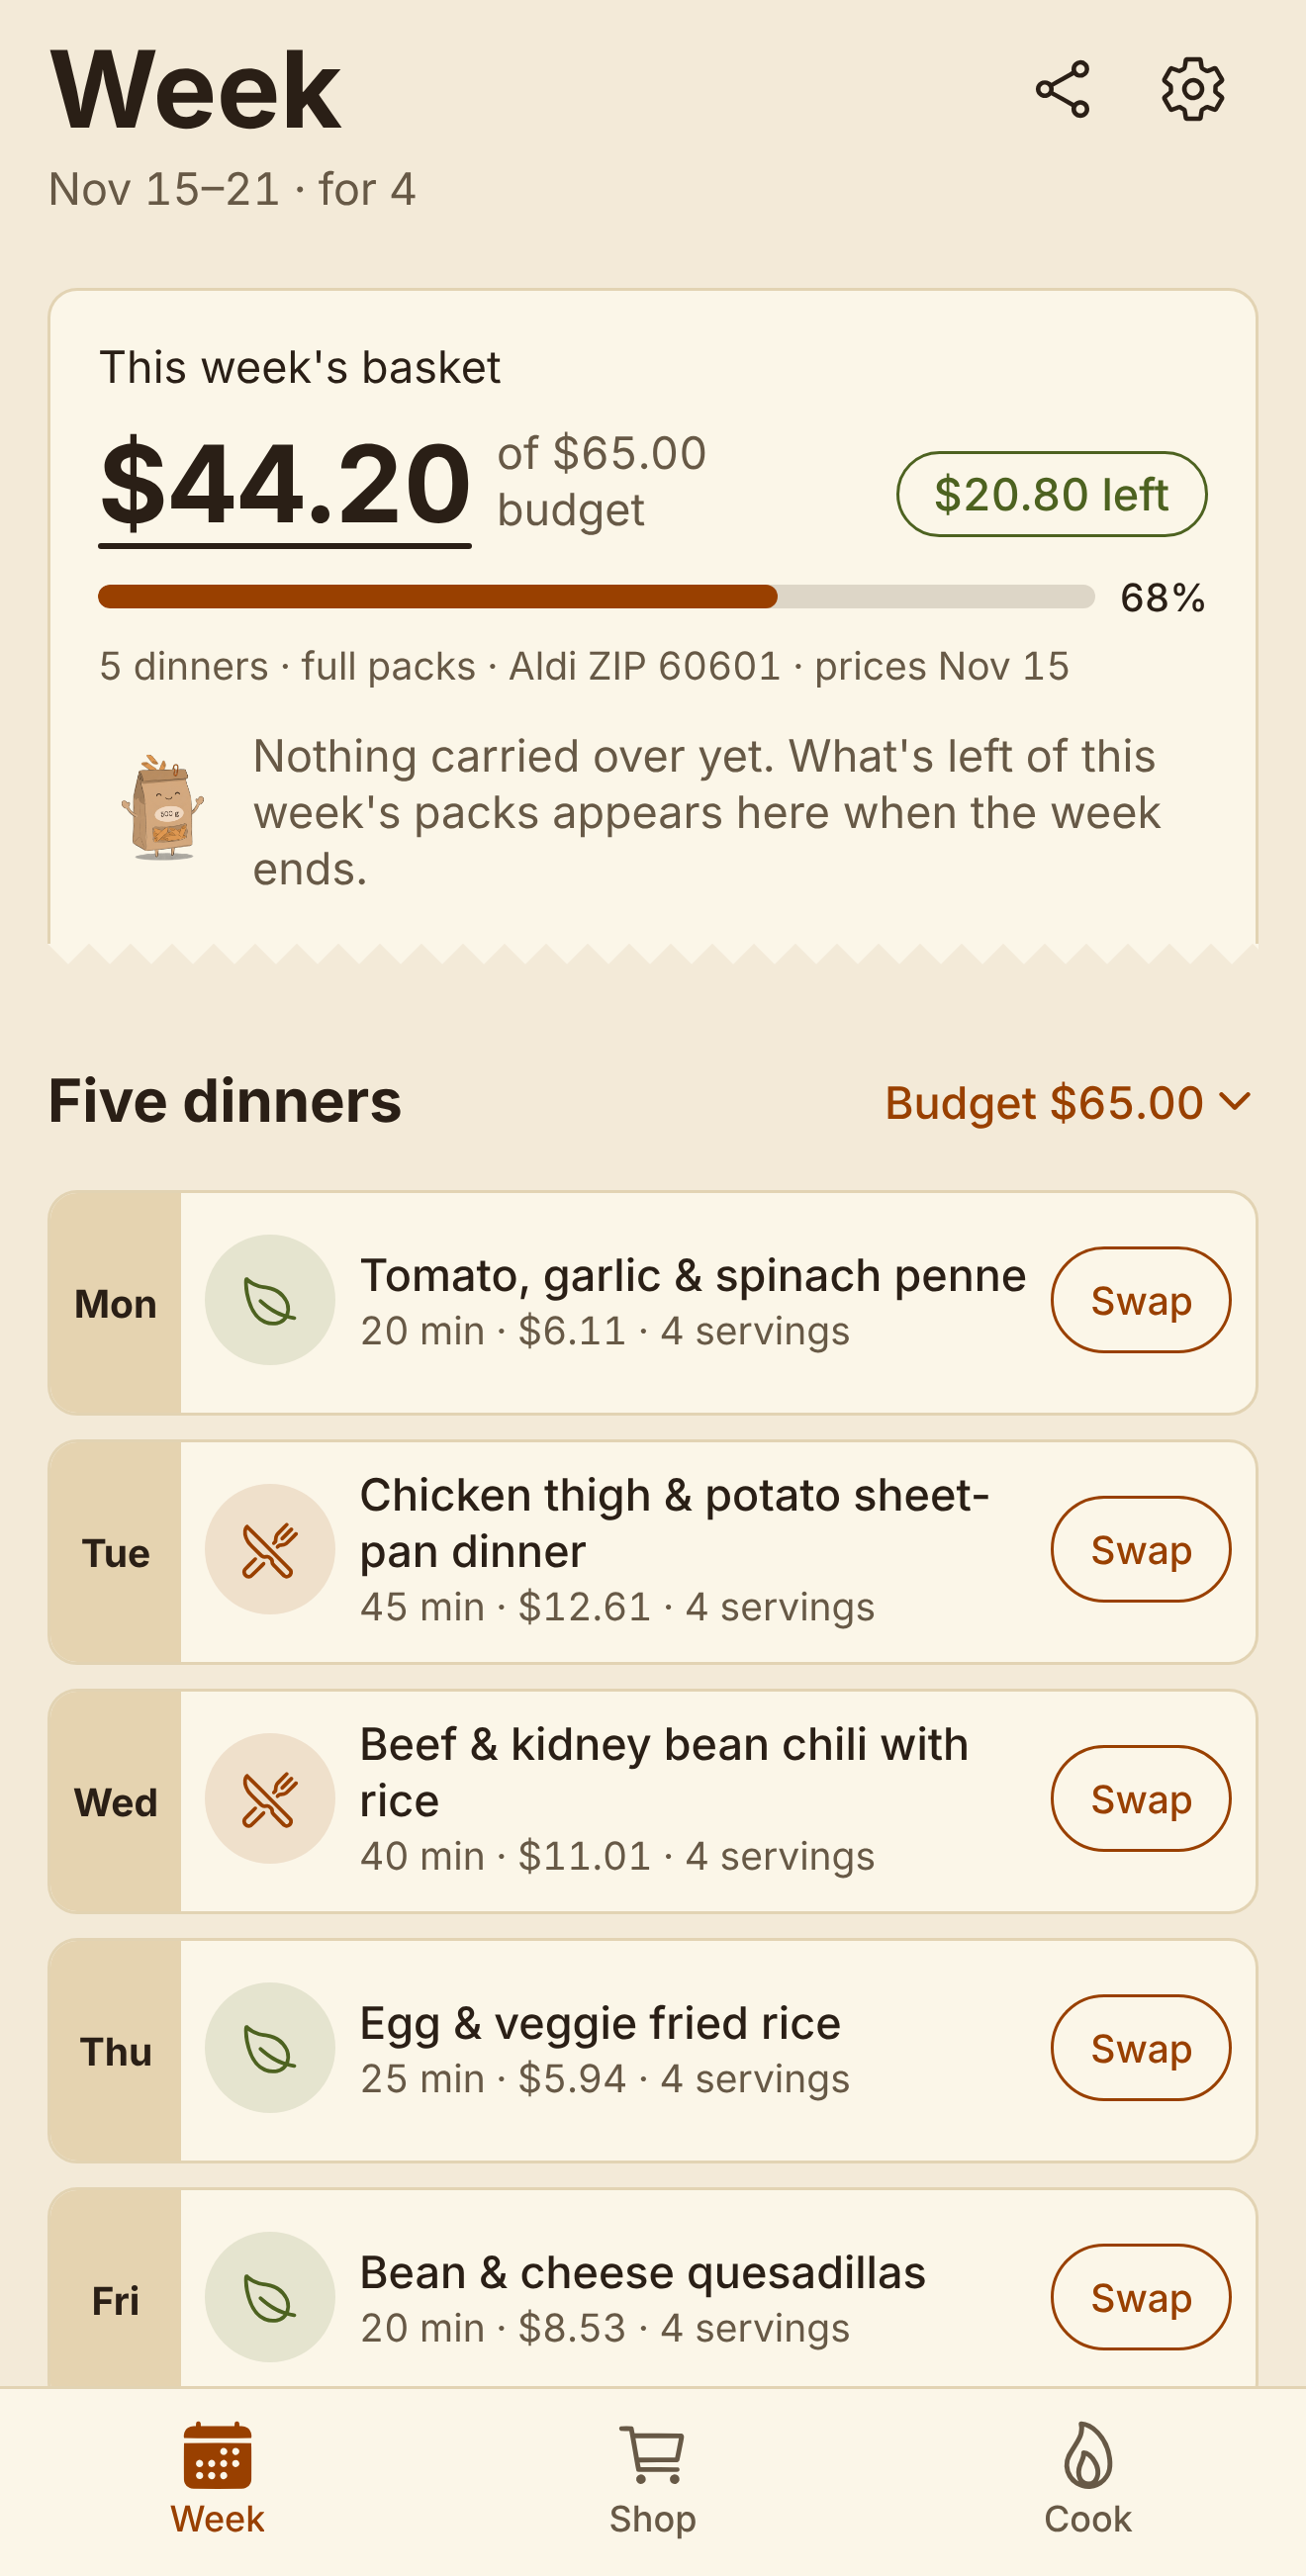 Week
Nov 15–21 · for 4
This week's basket
$44.20
of $65.00
budget
$20.80 left
68%
5 dinners · full packs · Aldi ZIP 60601 · prices Nov 15
500 g
Nothing carried over yet. What's left of this
week's packs appears here when the week
ends.
Five dinners
Budget $65.00
Mon
Tomato, garlic & spinach penne
20 min · $6.11 · 4 servings
Swap
Tue
Chicken thigh & potato sheet-
pan dinner
45 min · $12.61 · 4 servings
Swap
Wed
Beef & kidney bean chili with
rice
40 min · $11.01 · 4 servings
Swap
Thu
Egg & veggie fried rice
25 min · $5.94 · 4 servings
Swap
Fri
Bean & cheese quesadillas
20 min · $8.53 · 4 servings
Swap
Week
Shop
Cook